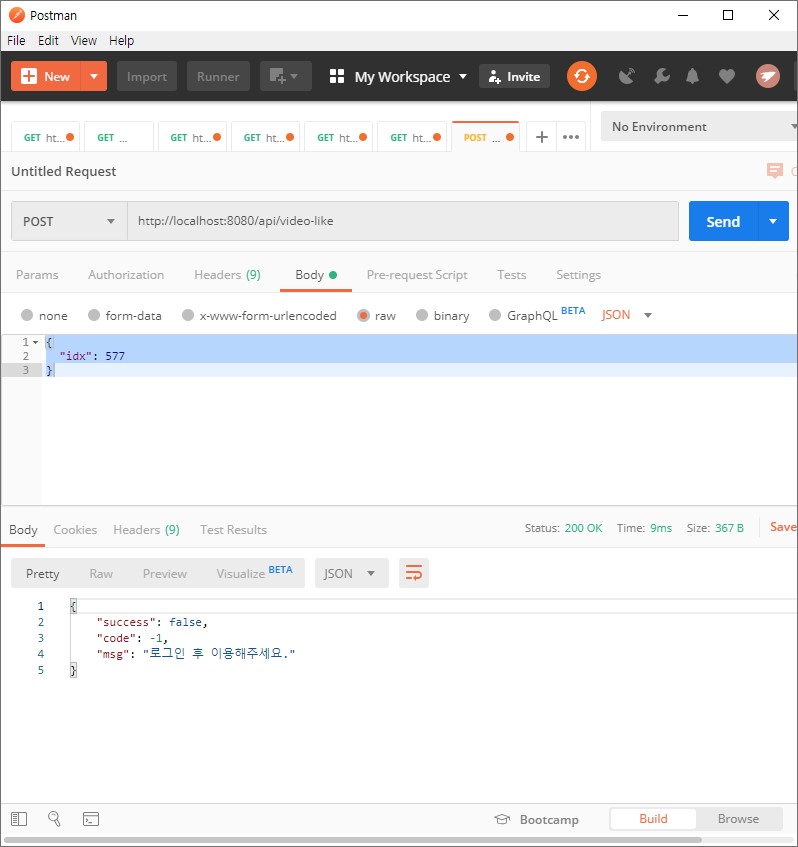 Postman
File Edit View Help
New Import Runner My Workspace Invite
GET ht... GET ... GET ht... GET ht... GET ht... GET ht... POST ... No Environment
Untitled Request
POST http://localhost:8080/api/video-like Send
Params Authorization Headers (9) Body Pre-request Script Tests Settings
none form-data x-www-form-urlencoded raw binary GraphQL BETA JSON
1 {
2 "idx": 577
3 }
Body Cookies Headers (9) Test Results Status: 200 OK Time: 9ms Size: 367 B Save
Pretty Raw Preview Visualize BETA JSON
1 {
2 "success": false,
3 "code": -1,
4 "msg": "로그인 후 이용해주세요."
5 }
Bootcamp Build Browse